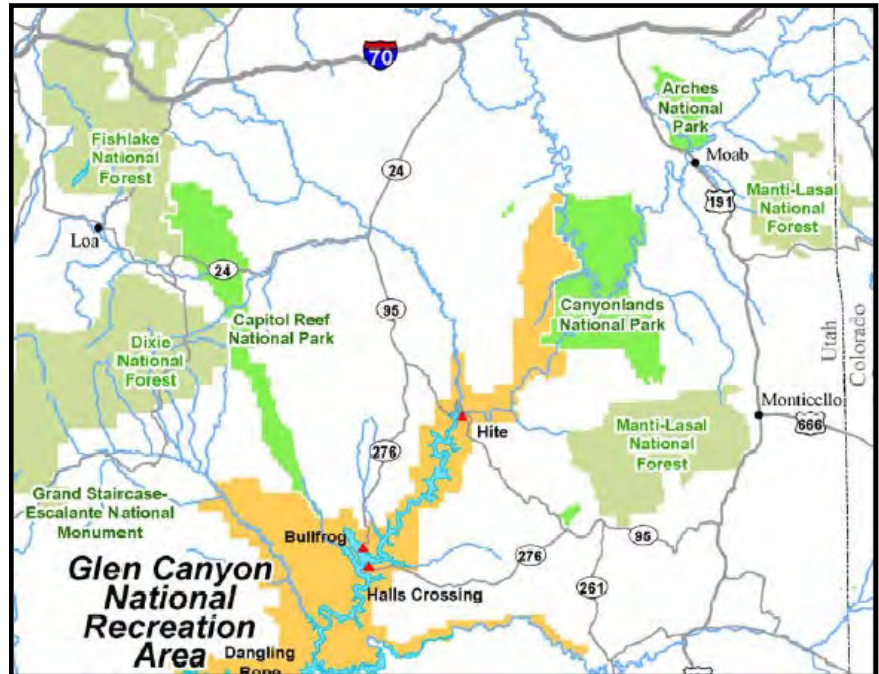 70
Arches
National
Park
Fishlake
National
Forest
Moab
24
Manti-Lasal
National
Forest
191
Loa
24
Canyonlands
National Park
95
Capitol Reef
National Park
Dixie
National
Forest
Utah
Colorado
Monticello
666
Hite
Manti-Lasal
National
Forest
276
Grand Staircase-
Escalante National
Monument
Bullfrog
95
276
Glen Canyon
National
Recreation
Area
Halls Crossing
261
Dangling
Rope